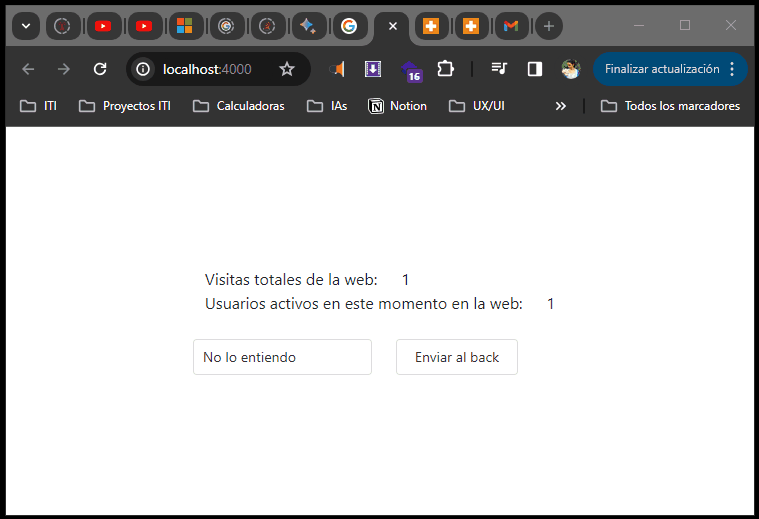 localhost:4000
16
Finalizar actualización
ITI
Proyectos ITI
Calculadoras
IAs
Notion
UX/UI
Todos los marcadores
Visitas totales de la web: 1
Usuarios activos en este momento en la web: 1
No lo entiendo
Enviar al back